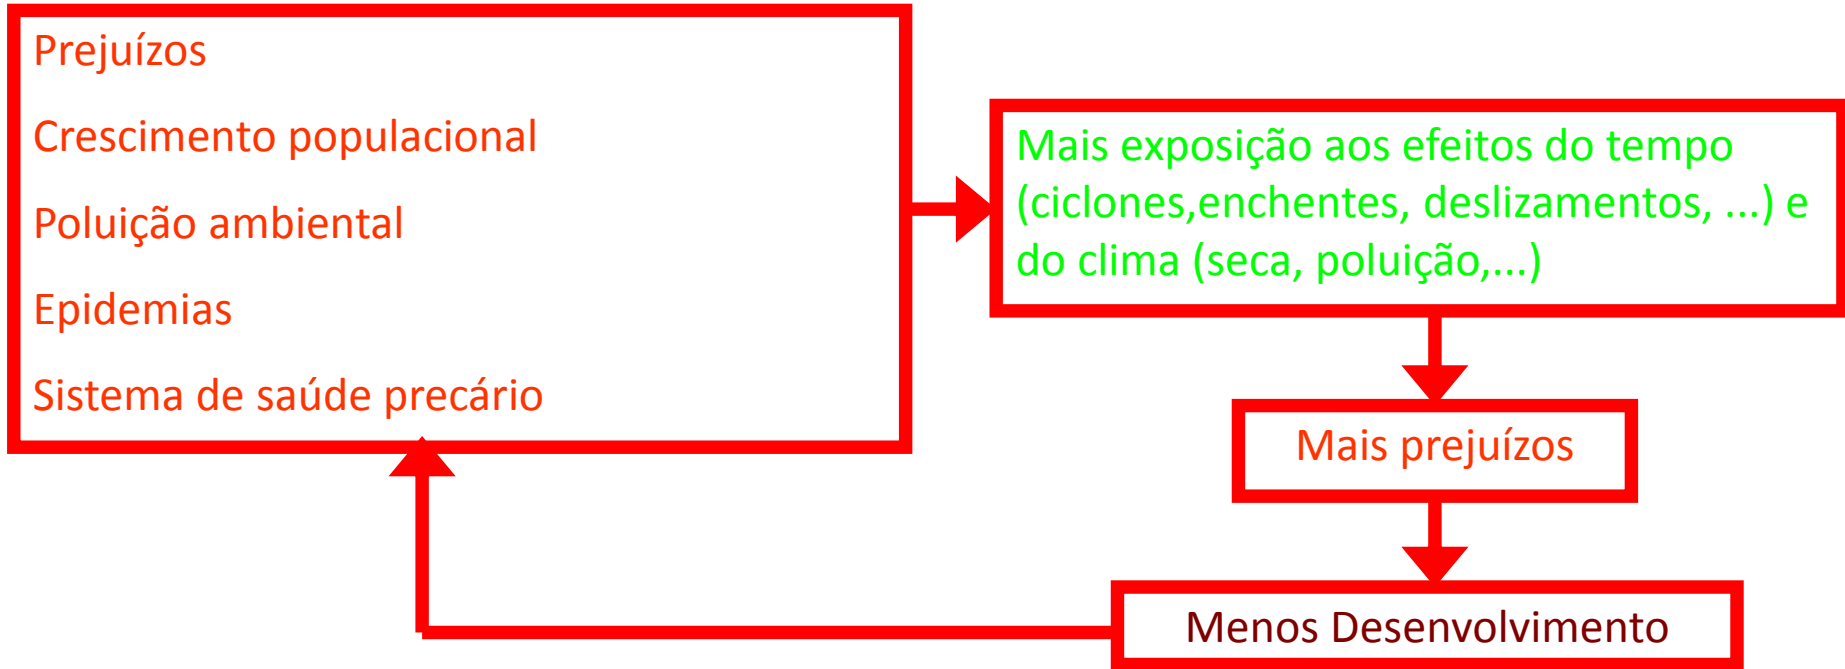 Prejuízos
Crescimento populacional
Poluição ambiental
Epidemias
Sistema de saúde precário
Mais exposição aos efeitos do tempo
(ciclones,enchentes, deslizamentos, ...) e
do clima (seca, poluição,...)
Mais prejuízos
Menos Desenvolvimento